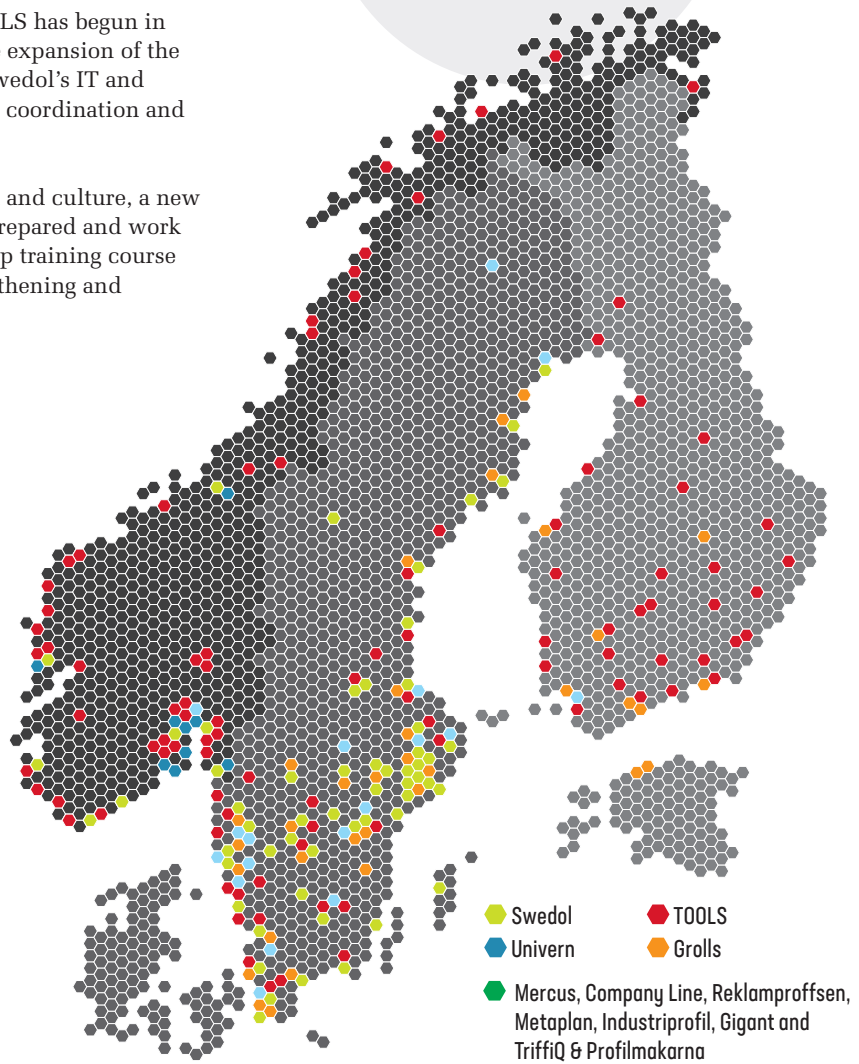 LS has begun in
e expansion of the
wedol's IT and
coordination and
and culture, a new
repared and work
p training course
gthening and
Swedol
TOOLS
Univern
Grolls
Mercus, Company Line, Reklamproffsen,
Metaplan, Industriprofil, Gigant and
TriffiQ & Profilmakarna